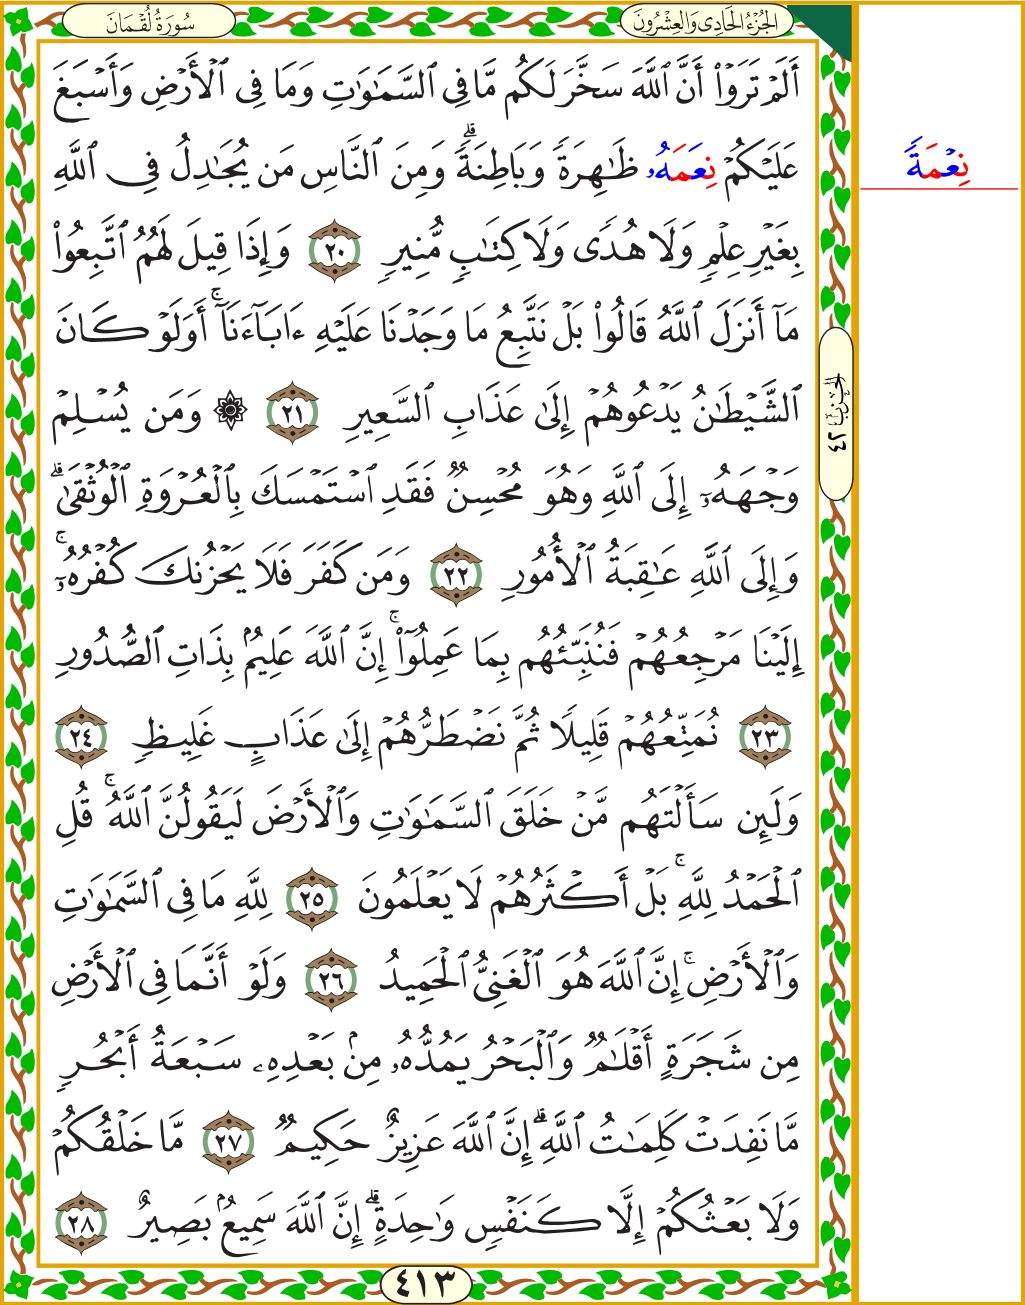 سُورَةُ لُقۡمَانَ
الجُزۡءُ الحَادِى وَالعِشۡرُونَ
أَلَمۡ تَرَوۡاْ أَنَّ ٱللَّهَ سَخَّرَ لَكُم مَّا فِي ٱلسَّمَٰوَٰتِ وَمَا فِي ٱلۡأَرۡضِ وَأَسۡبَغَ
عَلَيۡكُمۡ نِعَمَهُۥ ظَٰهِرَةٗ وَبَاطِنَةٗۗ وَمِنَ ٱلنَّاسِ مَن يُجَٰدِلُ فِي ٱللَّهِ
نِعۡمَةٗ
بِغَيۡرِ عِلۡمٖ وَلَا هُدٗى وَلَا كِتَٰبٖ مُّنِيرٖ ٢٠ وَإِذَا قِيلَ لَهُمُ ٱتَّبِعُواْ
مَآ أَنزَلَ ٱللَّهُ قَالُواْ بَلۡ نَتَّبِعُ مَا وَجَدۡنَا عَلَيۡهِ ءَابَآءَنَآۚ أَوَلَوۡ كَانَ
ٱلشَّيۡطَٰنُ يَدۡعُوهُمۡ إِلَىٰ عَذَابِ ٱلسَّعِيرِ ٢١ ۞ وَمَن يُسۡلِمۡ
وَجۡهَهُۥٓ إِلَى ٱللَّهِ وَهُوَ مُحۡسِنٞ فَقَدِ ٱسۡتَمۡسَكَ بِٱلۡعُرۡوَةِ ٱلۡوُثۡقَىٰۗ
وَإِلَى ٱللَّهِ عَٰقِبَةُ ٱلۡأُمُورِ ٢٢ وَمَن كَفَرَ فَلَا يَحۡزُنكَ كُفۡرُهُۥٓۚ
إِلَيۡنَا مَرۡجِعُهُمۡ فَنُنَبِّئُهُم بِمَا عَمِلُوٓاْۚ إِنَّ ٱللَّهَ عَلِيمُۢ بِذَاتِ ٱلصُّدُورِ
٢٣ نُمَتِّعُهُمۡ قَلِيلٗا ثُمَّ نَضۡطَرُّهُمۡ إِلَىٰ عَذَابٍ غَلِيظٖ ٢٤
وَلَئِن سَأَلۡتَهُم مَّنۡ خَلَقَ ٱلسَّمَٰوَٰتِ وَٱلۡأَرۡضَ لَيَقُولُنَّ ٱللَّهُۚ قُلِ
ٱلۡحَمۡدُ لِلَّهِۚ بَلۡ أَكۡثَرُهُمۡ لَا يَعۡلَمُونَ ٢٥ لِلَّهِ مَا فِي ٱلسَّمَٰوَٰتِ
وَٱلۡأَرۡضِۚ إِنَّ ٱللَّهَ هُوَ ٱلۡغَنِيُّ ٱلۡحَمِيدُ ٢٦ وَلَوۡ أَنَّمَا فِي ٱلۡأَرۡضِ
مِن شَجَرَةٍ أَقۡلَٰمٞ وَٱلۡبَحۡرُ يَمُدُّهُۥ مِنۢ بَعۡدِهِۦ سَبۡعَةُ أَبۡحُرٖ
مَّا نَفِدَتۡ كَلِمَٰتُ ٱللَّهِۗ إِنَّ ٱللَّهَ عَزِيزٌ حَكِيمٞ ٢٧ مَّا خَلۡقُكُمۡ
وَلَا بَعۡثُكُمۡ إِلَّا كَنَفۡسٖ وَٰحِدَةٍۗ إِنَّ ٱللَّهَ سَمِيعُۢ بَصِيرٌ ٢٨
الحزب ٤٢
٤١٣